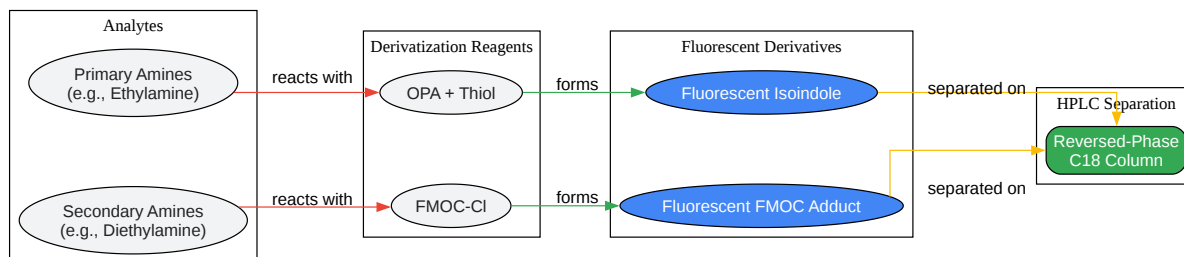 Analytes
Primary Amines
(e.g., Ethylamine)
Secondary Amines
(e.g., Diethylamine)
reacts with
reacts with
Derivatization Reagents
OPA + Thiol
FMOC-Cl
forms
forms
Fluorescent Derivatives
Fluorescent Isoindole
Fluorescent FMOC Adduct
separated on
separated on
HPLC Separation
Reversed-Phase
C18 Column